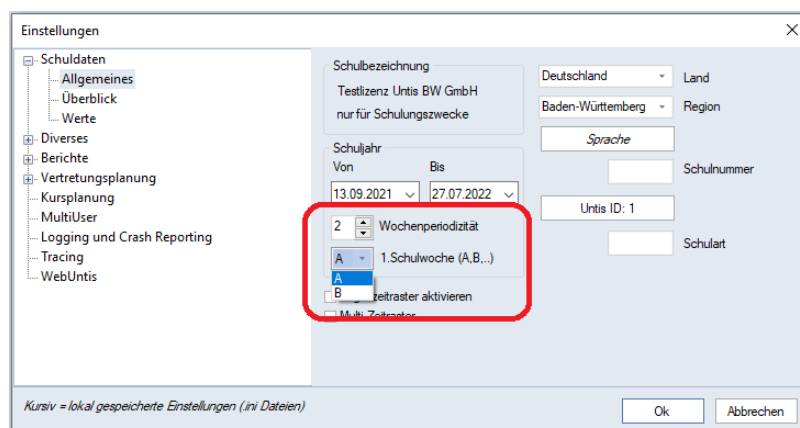 Einstellungen
Schuldaten
Allgemeines
Überblick
Werte
Diverses
Berichte
Vertretungsplanung
Kursplanung
MultiUser
Logging und Crash Reporting
Tracing
WebUntis
Schulbezeichnung
Testlizenz Untis BW GmbH
nur für Schulungszwecke
Schuljahr
Von Bis
13.09.2021 27.07.2022
2 Wochenperiodizität
A 1.Schulwoche (A,B,..)
A
B
zeitraster aktivieren
Multi-Zeitraster
Deutschland Land
Baden-Württemberg Region
Sprache
Schulnummer
Untis ID: 1
Schulart
Kursiv = lokal gespeicherte Einstellungen (.ini Dateien)
Ok Abbrechen